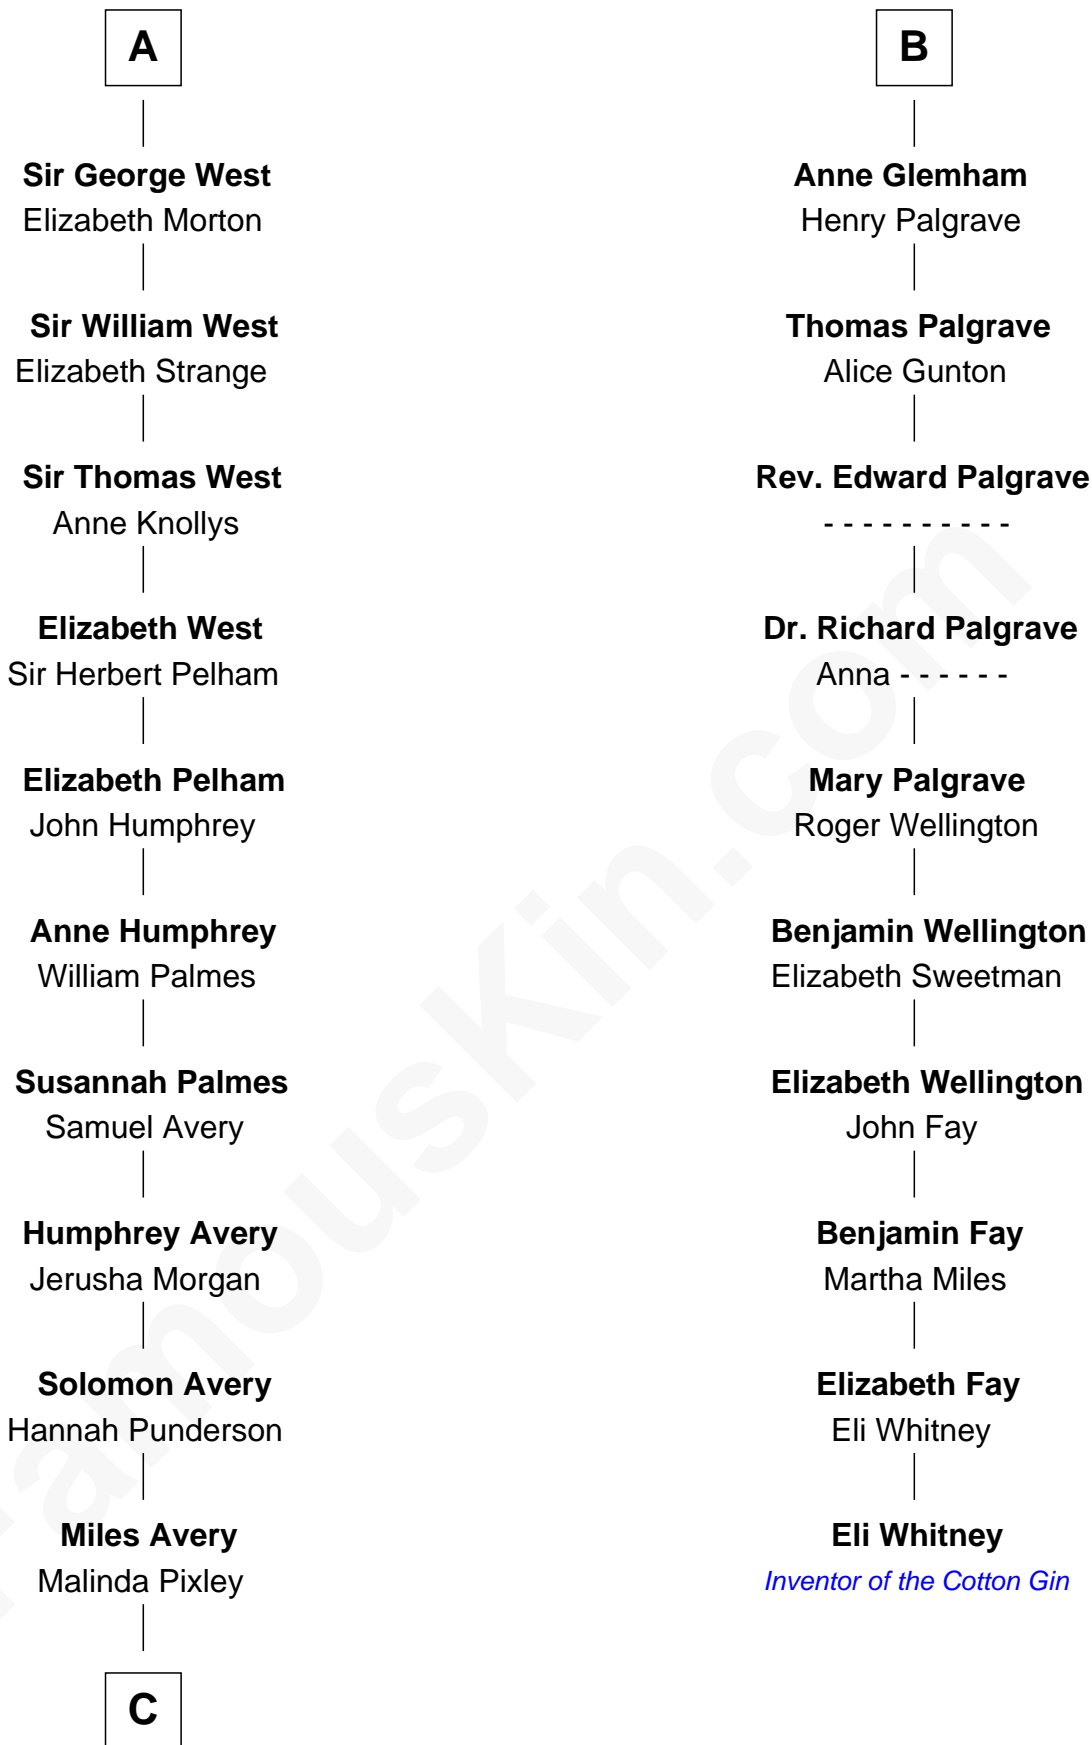 A
Sir George West
Elizabeth Morton
Sir William West
Elizabeth Strange
Sir Thomas West
Anne Knollys
Elizabeth West
Sir Herbert Pelham
Elizabeth Pelham
John Humphrey
Anne Humphrey
William Palmes
Susannah Palmes
Samuel Avery
Humphrey Avery
Jerusha Morgan
Solomon Avery
Hannah Punderson
Miles Avery
Malinda Pixley
C
B
Anne Glemham
Henry Palgrave
Thomas Palgrave
Alice Gunton
Rev. Edward Palgrave
- - - - - - - - - -
Dr. Richard Palgrave
Anna - - - - - -
Mary Palgrave
Roger Wellington
Benjamin Wellington
Elizabeth Sweetman
Elizabeth Wellington
John Fay
Benjamin Fay
Martha Miles
Elizabeth Fay
Eli Whitney
Eli Whitney
Inventor of the Cotton Gin
FamousKin.com